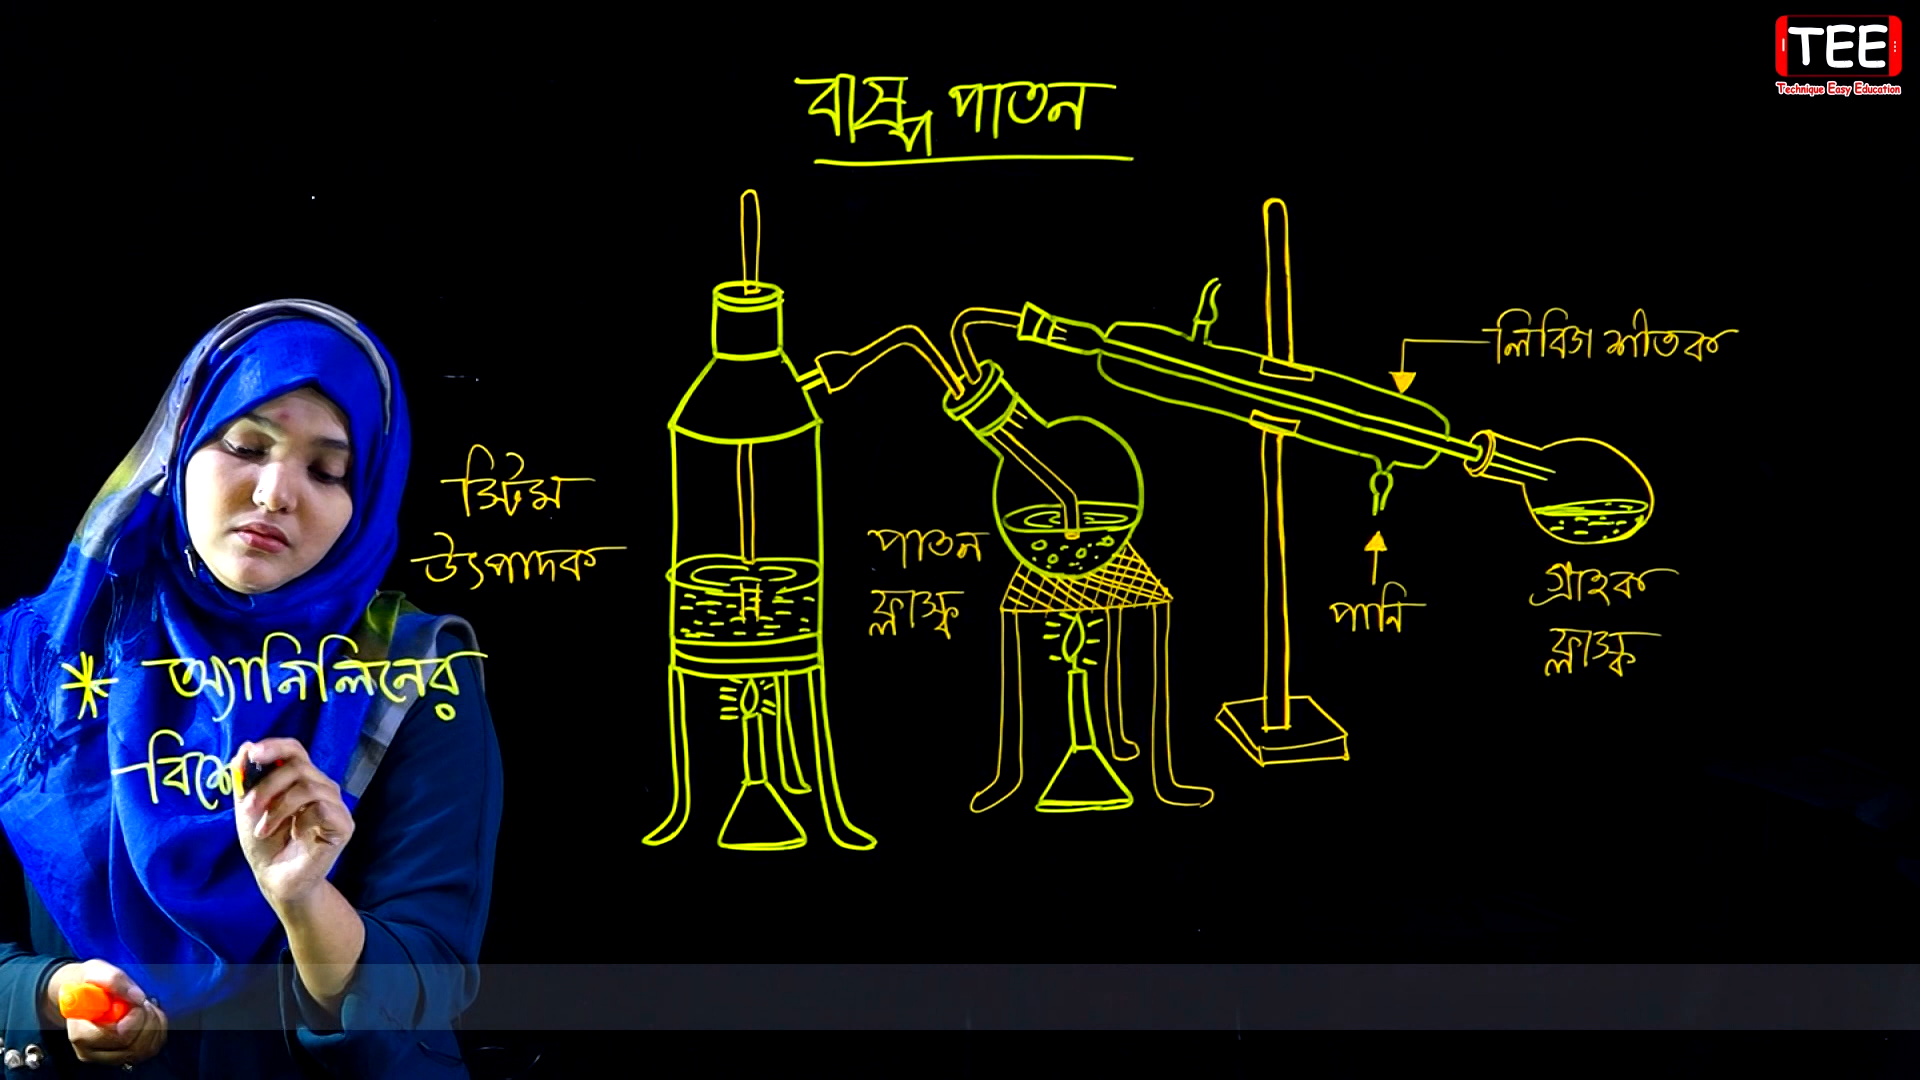 TEE
Technique Easy Education
বাষ্প পাতন
লিবিগ শীতক
স্টিম
উৎপাদক
পাতন
ফ্লাস্ক
পানি
গ্রাহক
ফ্লাস্ক
* অ্যানিলিনের
বিশে